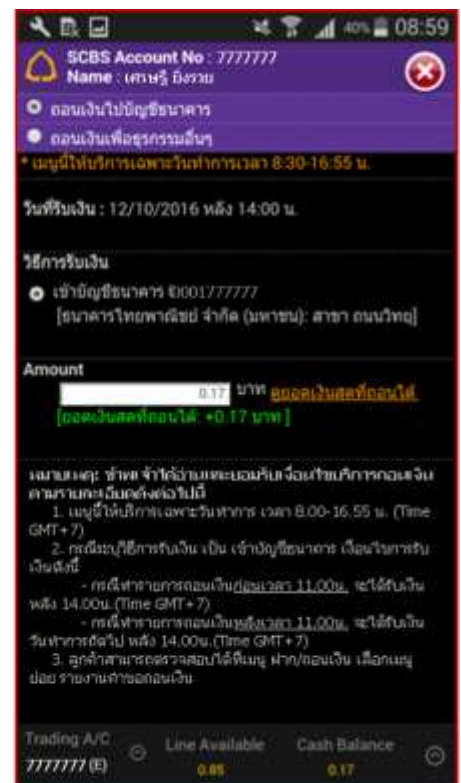 40% 08:59
SCBS Account No : 7777777
Name : เศรษฐี ยิ่งรวย
ถอนเงินไปบัญชีธนาคาร
ถอนเงินเพื่อธุรกรรมอื่นๆ
* เมนูนี้ให้บริการเฉพาะวันทำการเวลา 8:30-16:55 น.
วันที่รับเงิน : 12/10/2016 หลัง 14:00 น.
วิธีการรับเงิน
เข้าบัญชีธนาคาร 0001777777
[ธนาคารไทยพาณิชย์ จำกัด (มหาชน): สาขา ถนนวิทยุ]
Amount
0.17 บาท ดูยอดเงินสดที่ถอนได้
[ยอดเงินสดที่ถอนได้: +0.17 บาท]
หมายเหตุ: ข้าพเจ้าได้อ่านและยอมรับเงื่อนไขบริการถอนเงิน
ตามรายละเอียดดังต่อไปนี้
1. เมนูนี้ให้บริการเฉพาะวันทำการ เวลา 8.00-16.55 น. (Time
GMT+7)
2. กรณีระบุวิธีการรับเงิน เป็น เข้าบัญชีธนาคาร เงื่อนไขการรับ
เงินดังนี้
- กรณีทำรายการถอนเงินก่อนเวลา 11.00น. จะได้รับเงิน
หลัง 14.00น.(Time GMT+7)
- กรณีทำรายการถอนเงินหลังเวลา 11.00น. จะได้รับเงิน
วันทำการถัดไป หลัง 14.00น.(Time GMT+7)
3. ลูกค้าสามารถตรวจสอบได้ที่เมนู ฝาก/ถอนเงิน เลือกเมนู
ย่อย รายงานคำขอถอนเงิน
Trading A/C Line Available Cash Balance
7777777 (E) 0.85 0.17